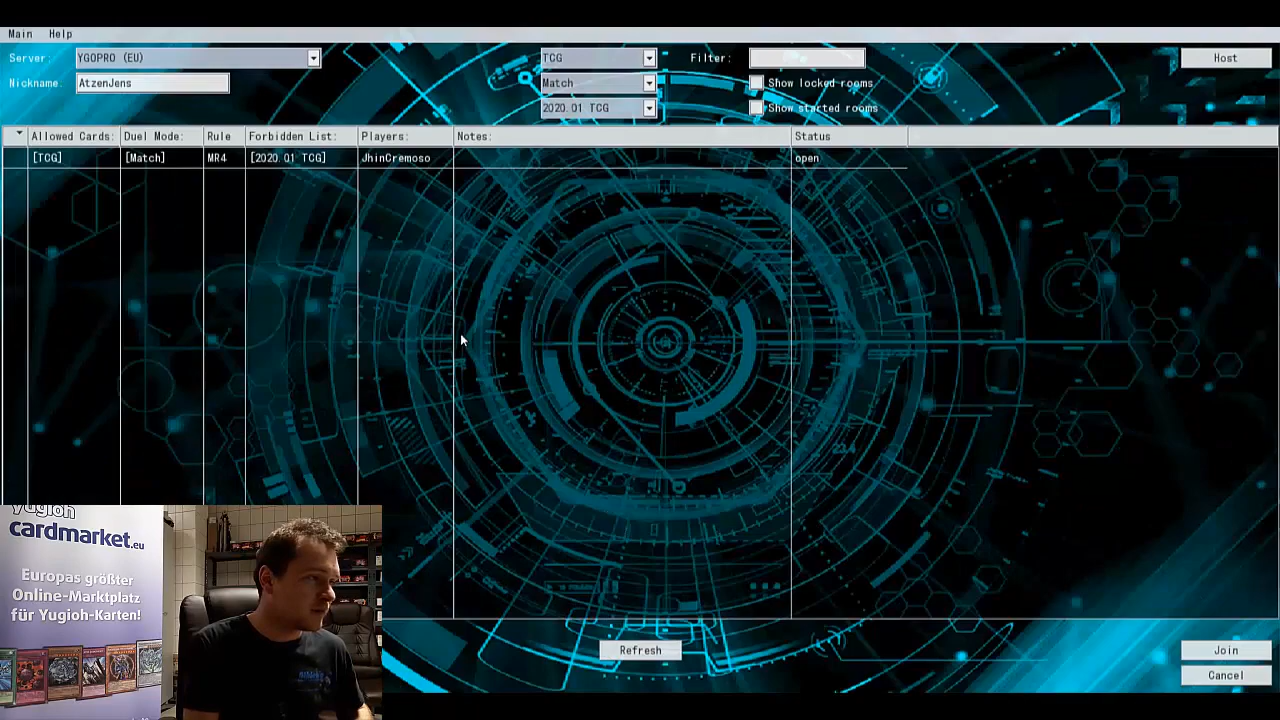 Main Help
Server: YGOPRO (EU) TCG Filter: Host
Nickname: AtzenJens Match Show locked rooms
2020.01 TCG Show started rooms
Allowed Cards: Duel Mode: Rule Forbidden List: Players: Notes: Status
[TCG] [Match] MR4 [2020.01 TCG] JhinCremoso open
yugioh
cardmarket.eu
Europas größter
Online-Marktplatz
für Yugioh-Karten!
Refresh
Join
Cancel